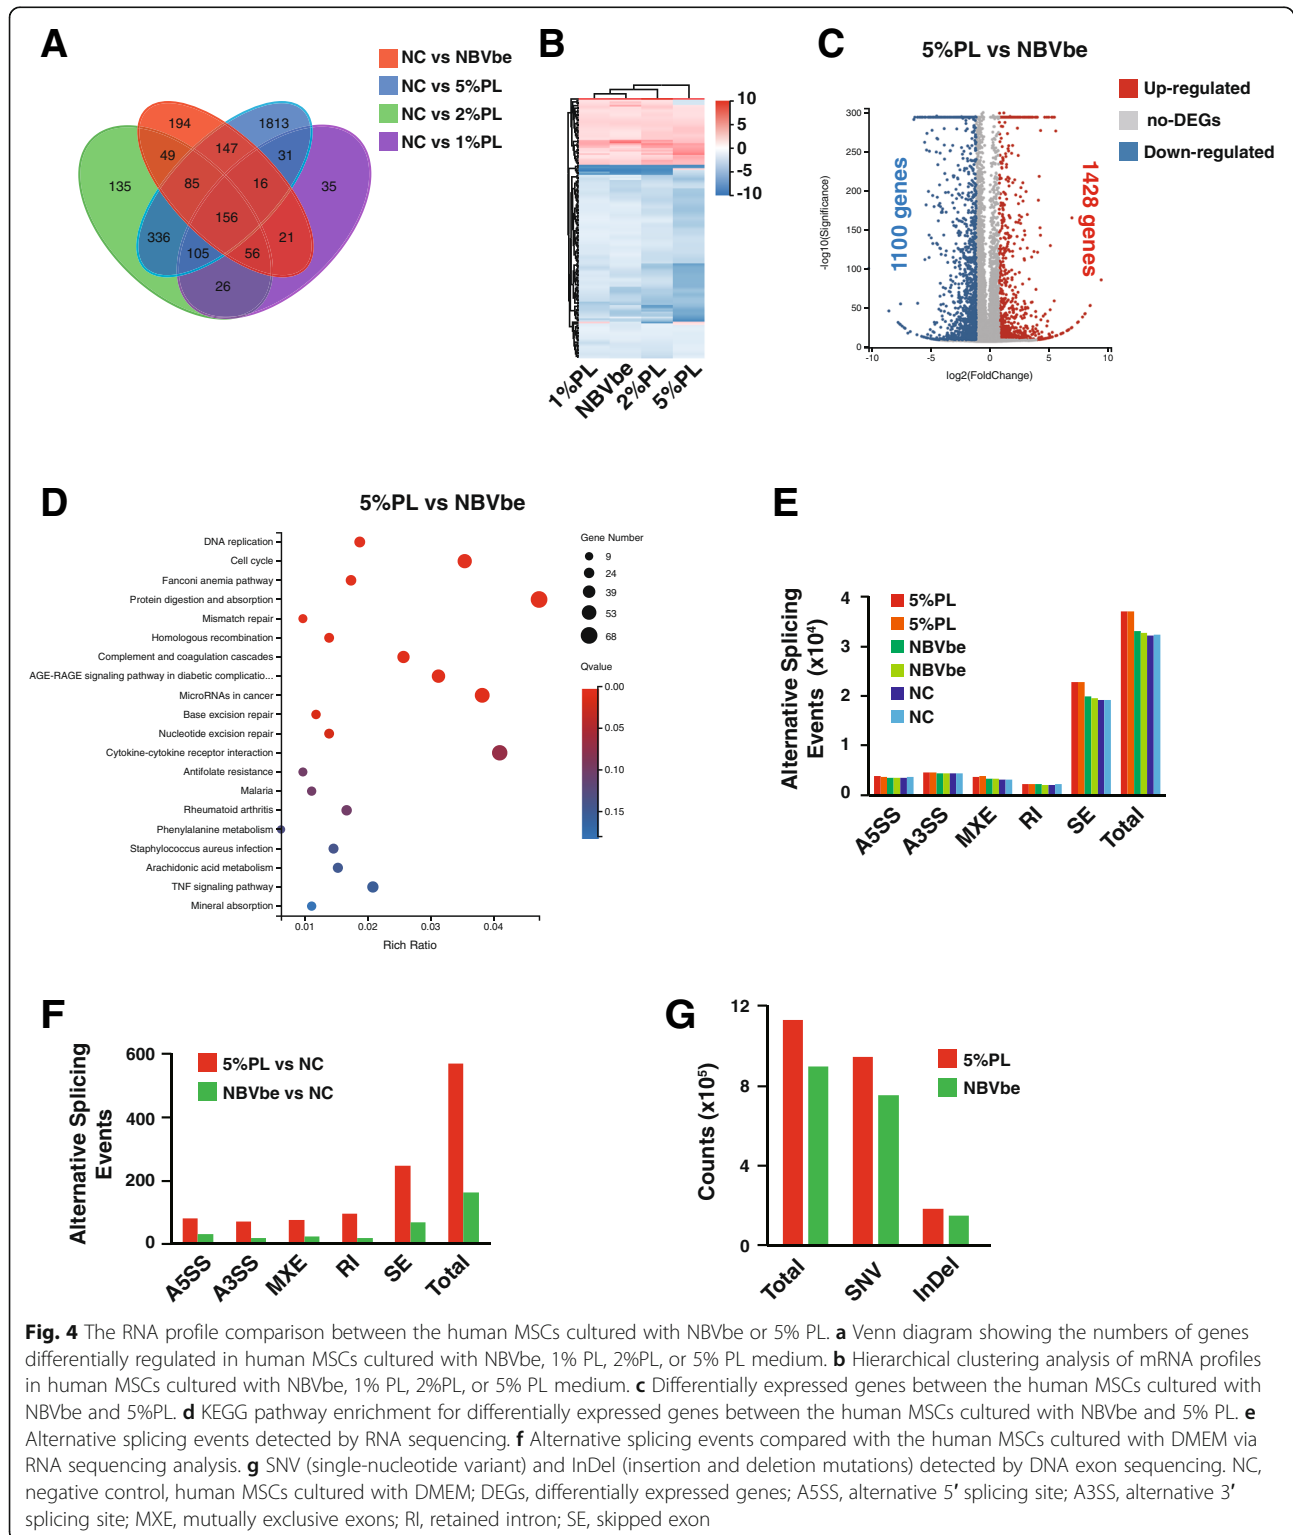 A
NC vs NBVbe
NC vs 5%PL
NC vs 2%PL
NC vs 1%PL
194
1813
49
147
31
135
85
16
35
156
336
105
56
21
26
B
10
5
0
-5
-10
1%PL
NBVbe
2%PL
5%PL
C
5%PL vs NBVbe
Up-regulated
no-DEGs
Down-regulated
-log10(Significance)
300
250
200
150
100
50
0
1100 genes
1428 genes
-10
-5
0
5
10
log2(FoldChange)
D
5%PL vs NBVbe
DNA replication
Cell cycle
Fanconi anemia pathway
Protein digestion and absorption
Mismatch repair
Homologous recombination
Complement and coagulation cascades
AGE-RAGE signaling pathway in diabetic complicatio...
MicroRNAs in cancer
Base excision repair
Nucleotide excision repair
Cytokine-cytokine receptor interaction
Antifolate resistance
Malaria
Rheumatoid arthritis
Phenylalanine metabolism
Staphylococcus aureus infection
Arachidonic acid metabolism
TNF signaling pathway
Mineral absorption
0.01
0.02
0.03
0.04
Rich Ratio
Gene Number
9
24
39
53
68
Qvalue
0.00
0.05
0.10
0.15
E
Alternative Splicing
Events (x10⁴)
4
3
2
1
0
5%PL
5%PL
NBVbe
NBVbe
NC
NC
A5SS
A3SS
MXE
RI
SE
Total
F
Alternative Splicing
Events
600
400
200
0
5%PL vs NC
NBVbe vs NC
A5SS
A3SS
MXE
RI
SE
Total
G
Counts (x10⁵)
12
8
4
0
5%PL
NBVbe
Total
SNV
InDel
Fig. 4 The RNA profile comparison between the human MSCs cultured with NBVbe or 5% PL. a Venn diagram showing the numbers of genes
differentially regulated in human MSCs cultured with NBVbe, 1% PL, 2%PL, or 5% PL medium. b Hierarchical clustering analysis of mRNA profiles
in human MSCs cultured with NBVbe, 1% PL, 2%PL, or 5% PL medium. c Differentially expressed genes between the human MSCs cultured with
NBVbe and 5%PL. d KEGG pathway enrichment for differentially expressed genes between the human MSCs cultured with NBVbe and 5% PL. e
Alternative splicing events detected by RNA sequencing. f Alternative splicing events compared with the human MSCs cultured with DMEM via
RNA sequencing analysis. g SNV (single-nucleotide variant) and InDel (insertion and deletion mutations) detected by DNA exon sequencing. NC,
negative control, human MSCs cultured with DMEM; DEGs, differentially expressed genes; A5SS, alternative 5′ splicing site; A3SS, alternative 3′
splicing site; MXE, mutually exclusive exons; RI, retained intron; SE, skipped exon